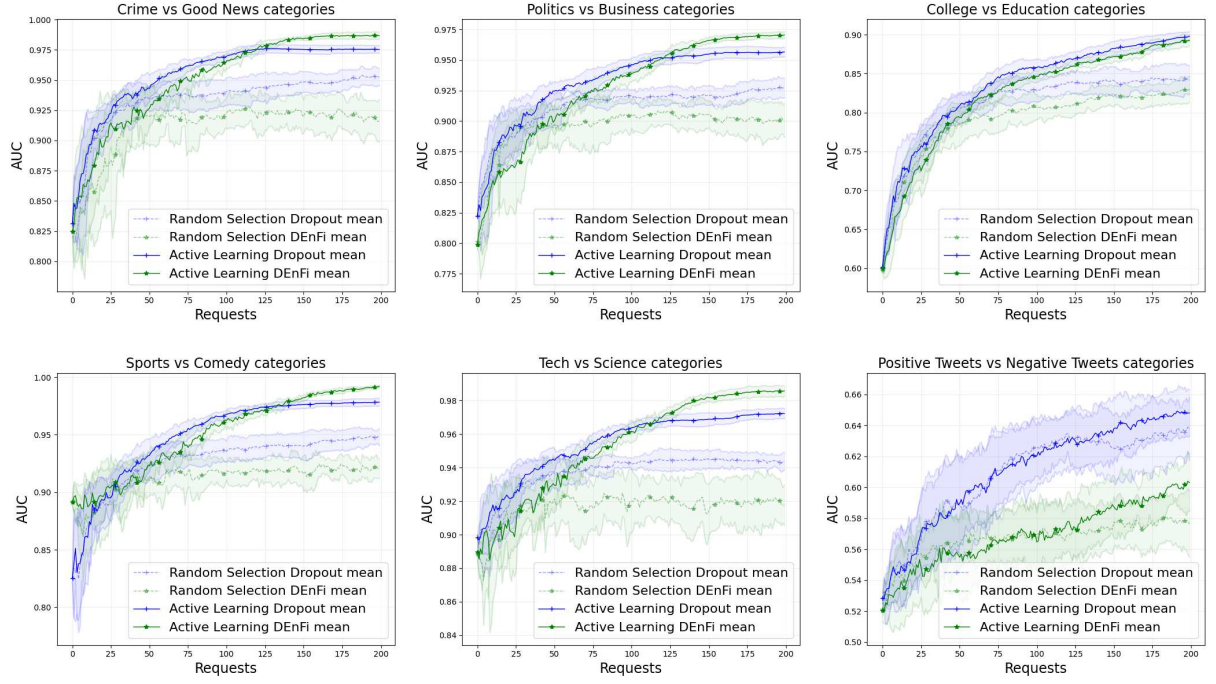 Crime vs Good News categories
1.000
0.975
0.950
0.925
0.900
0.875
0.850
0.825
0.800
AUC
Random Selection Dropout mean
Random Selection DEnFi mean
Active Learning Dropout mean
Active Learning DEnFi mean
0 25 50 75 100 125 150 175 200
Requests
Politics vs Business categories
0.975
0.950
0.925
0.900
0.875
0.850
0.825
0.800
0.775
AUC
Random Selection Dropout mean
Random Selection DEnFi mean
Active Learning Dropout mean
Active Learning DEnFi mean
0 25 50 75 100 125 150 175 200
Requests
College vs Education categories
0.90
0.85
0.80
0.75
0.70
0.65
0.60
AUC
Random Selection Dropout mean
Random Selection DEnFi mean
Active Learning Dropout mean
Active Learning DEnFi mean
0 25 50 75 100 125 150 175 200
Requests
Sports vs Comedy categories
1.00
0.95
0.90
0.85
0.80
AUC
Random Selection Dropout mean
Random Selection DEnFi mean
Active Learning Dropout mean
Active Learning DEnFi mean
0 25 50 75 100 125 150 175 200
Requests
Tech vs Science categories
0.98
0.96
0.94
0.92
0.90
0.88
0.86
0.84
AUC
Random Selection Dropout mean
Random Selection DEnFi mean
Active Learning Dropout mean
Active Learning DEnFi mean
0 25 50 75 100 125 150 175 200
Requests
Positive Tweets vs Negative Tweets categories
0.66
0.64
0.62
0.60
0.58
0.56
0.54
0.52
0.50
AUC
Random Selection Dropout mean
Random Selection DEnFi mean
Active Learning Dropout mean
Active Learning DEnFi mean
0 25 50 75 100 125 150 175 200
Requests